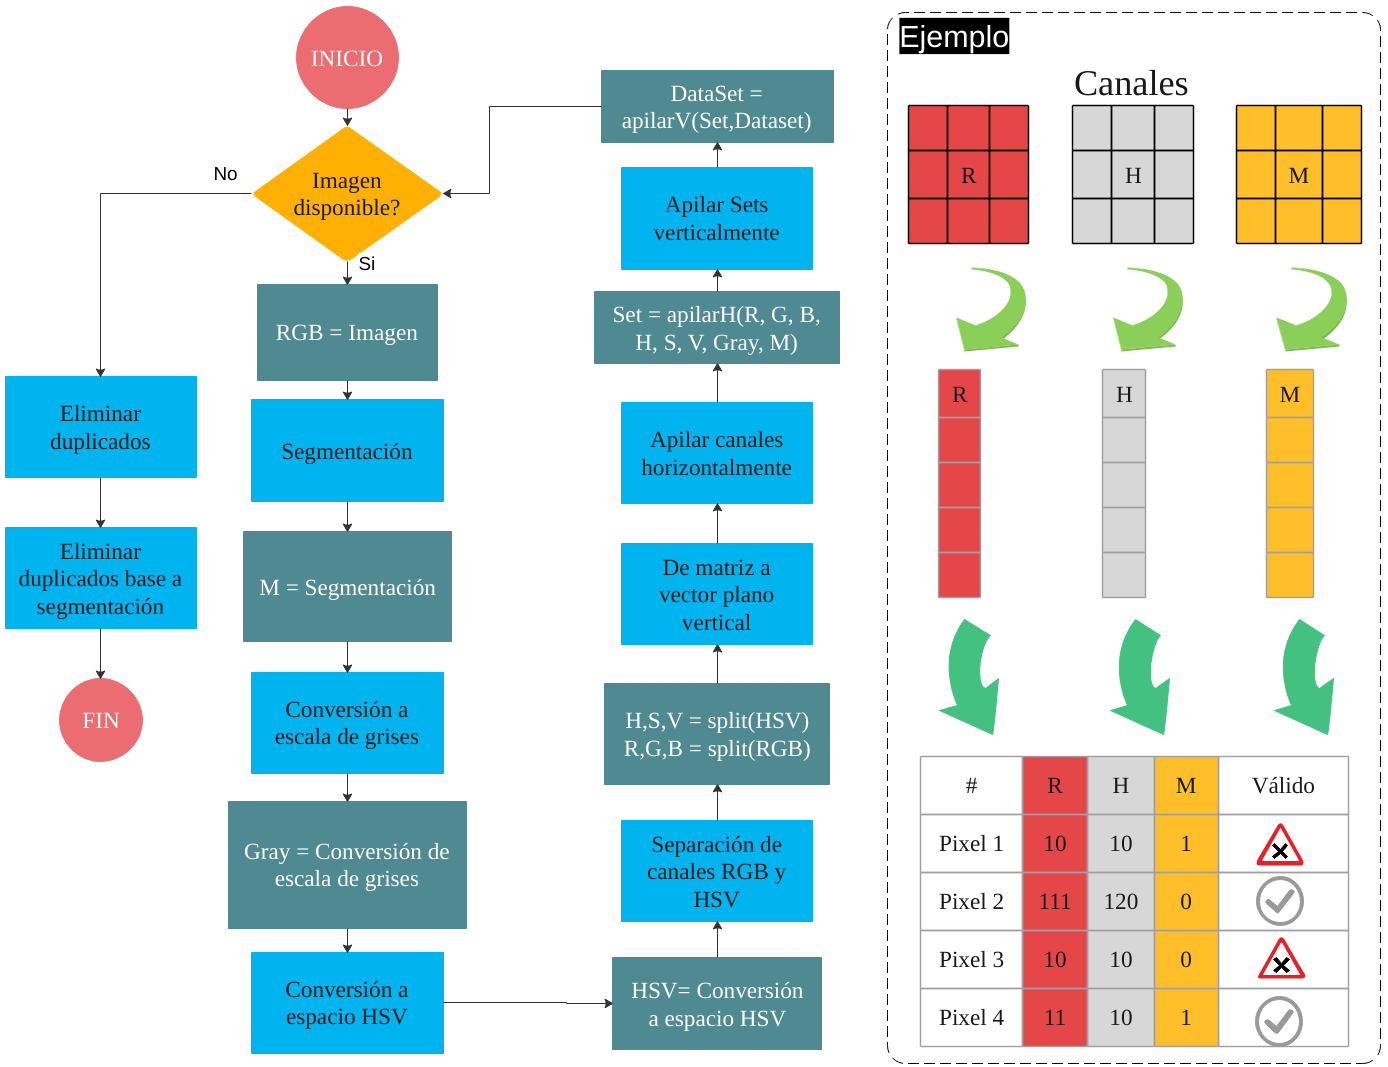 INICIO
Imagen
disponible?
No
Si
RGB = Imagen
Segmentación
M = Segmentación
Conversión a
escala de grises
Gray = Conversión de
escala de grises
Conversión a
espacio HSV
HSV= Conversión
a espacio HSV
Separación de
canales RGB y
HSV
H,S,V = split(HSV)
R,G,B = split(RGB)
De matriz a
vector plano
vertical
Apilar canales
horizontalmente
Set = apilarH(R, G, B,
H, S, V, Gray, M)
Apilar Sets
verticalmente
DataSet =
apilarV(Set,Dataset)
Eliminar
duplicados
Eliminar
duplicados base a
segmentación
FIN
Ejemplo
Canales
R H M
R H M
# R H M Válido
Pixel 1 10 10 1
Pixel 2 111 120 0
Pixel 3 10 10 0
Pixel 4 11 10 1